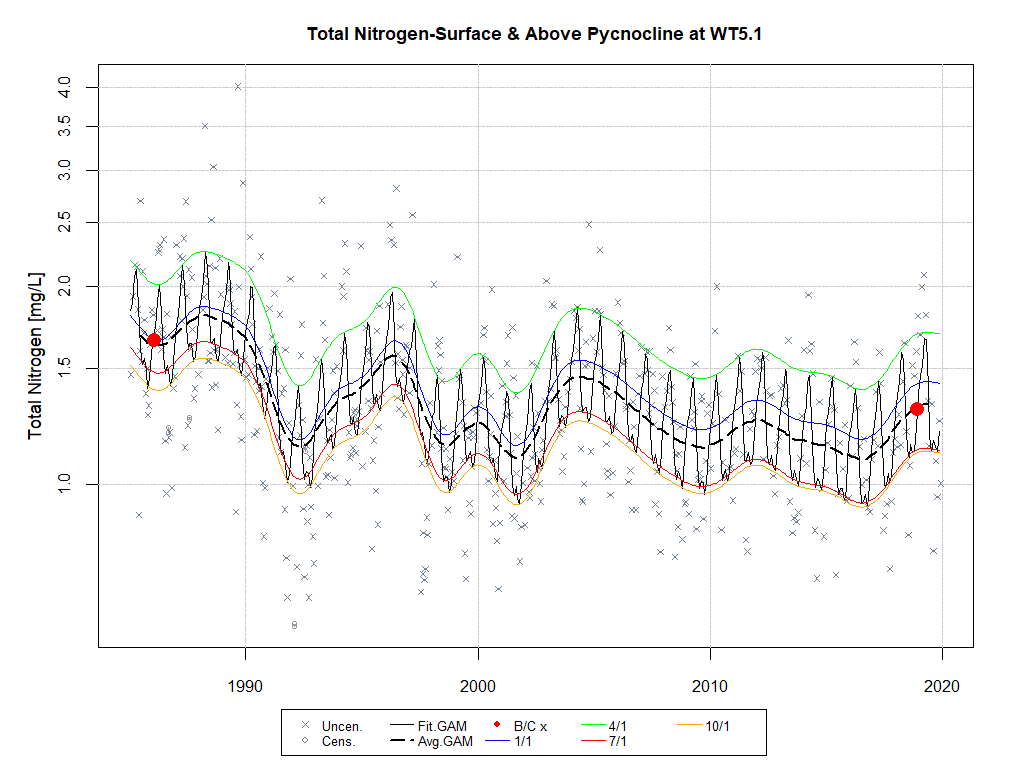 Total Nitrogen-Surface & Above Pycnocline at WT5.1
Total Nitrogen [mg/L]
4.0
3.5
3.0
2.5
2.0
1.5
1.0
1990 2000 2010 2020
Uncen. Fit.GAM B/C x 4/1 10/1
Cens. Avg.GAM 1/1 7/1